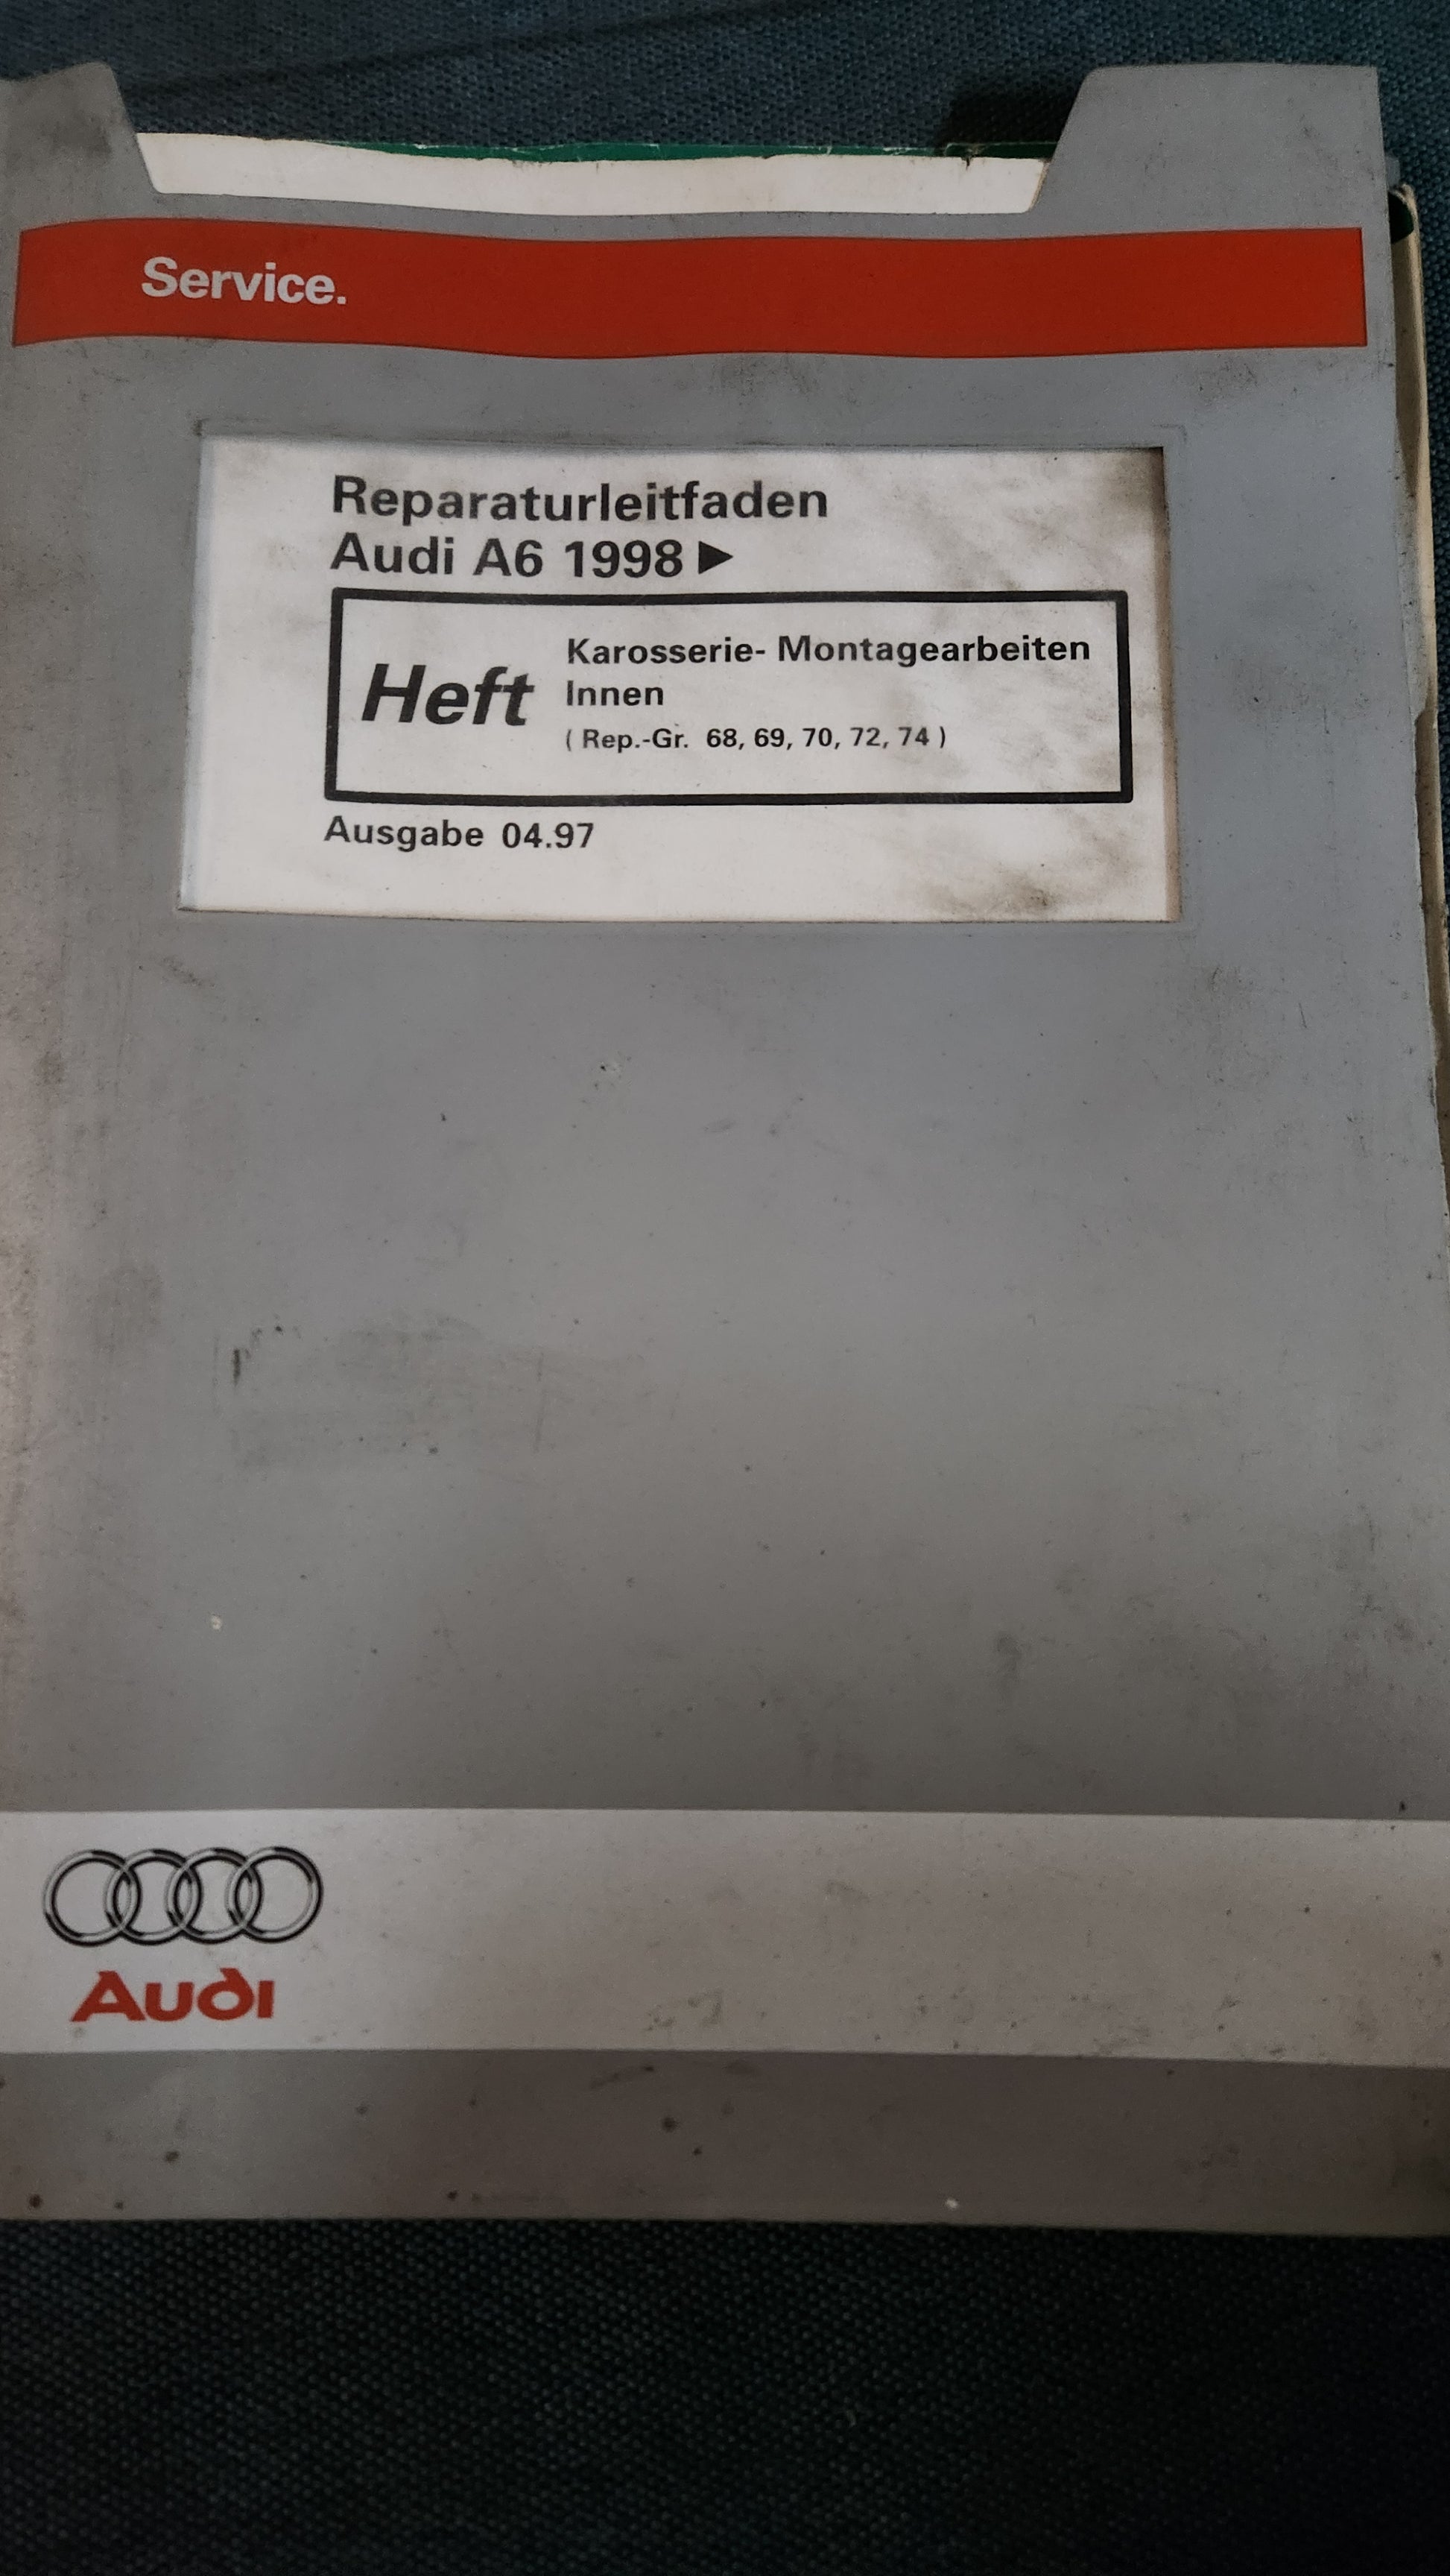 Service.
Reparaturleitfaden
Audi A6 1998 ▶
Heft
Karosserie- Montagearbeiten
Innen
( Rep.-Gr. 68, 69, 70, 72, 74 )
Ausgabe 04.97
Audi